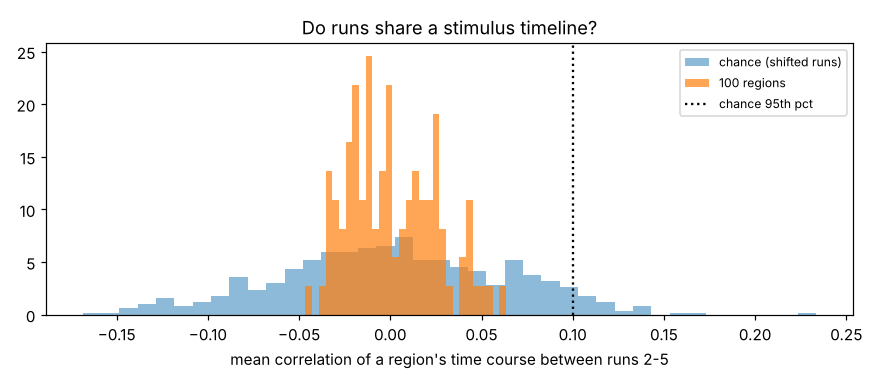 Do runs share a stimulus timeline?
25
20
15
10
5
0
chance (shifted runs)
100 regions
chance 95th pct
−0.15 −0.10 −0.05 0.00 0.05 0.10 0.15 0.20 0.25
mean correlation of a region's time course between runs 2-5